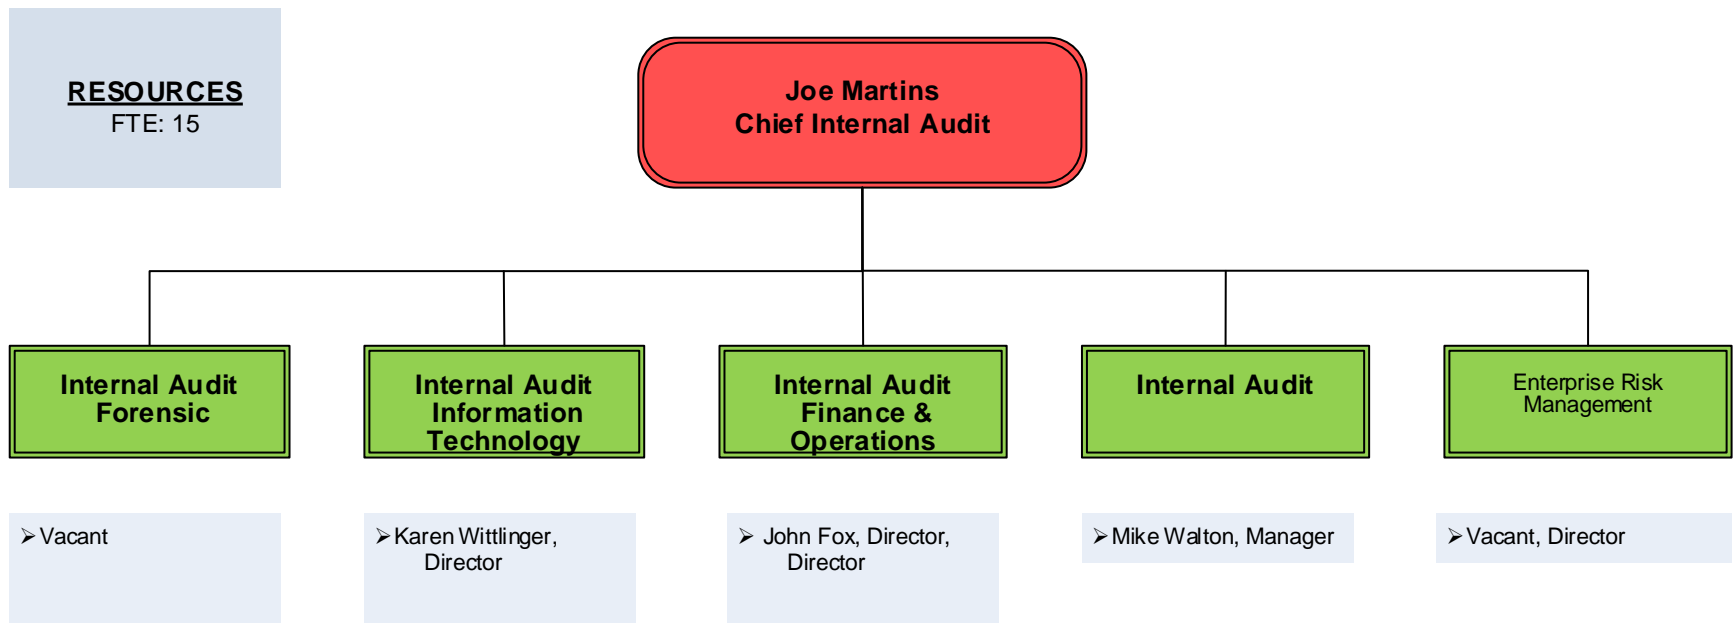 RESOURCES
FTE: 15
Joe Martins
Chief Internal Audit
Internal Audit
Forensic
Internal Audit
Information
Technology
Internal Audit
Finance &
Operations
Internal Audit
Enterprise Risk
Management
➢Vacant
➢Karen Wittlinger,
Director
➢ John Fox, Director,
Director
➢Mike Walton, Manager
➢Vacant, Director